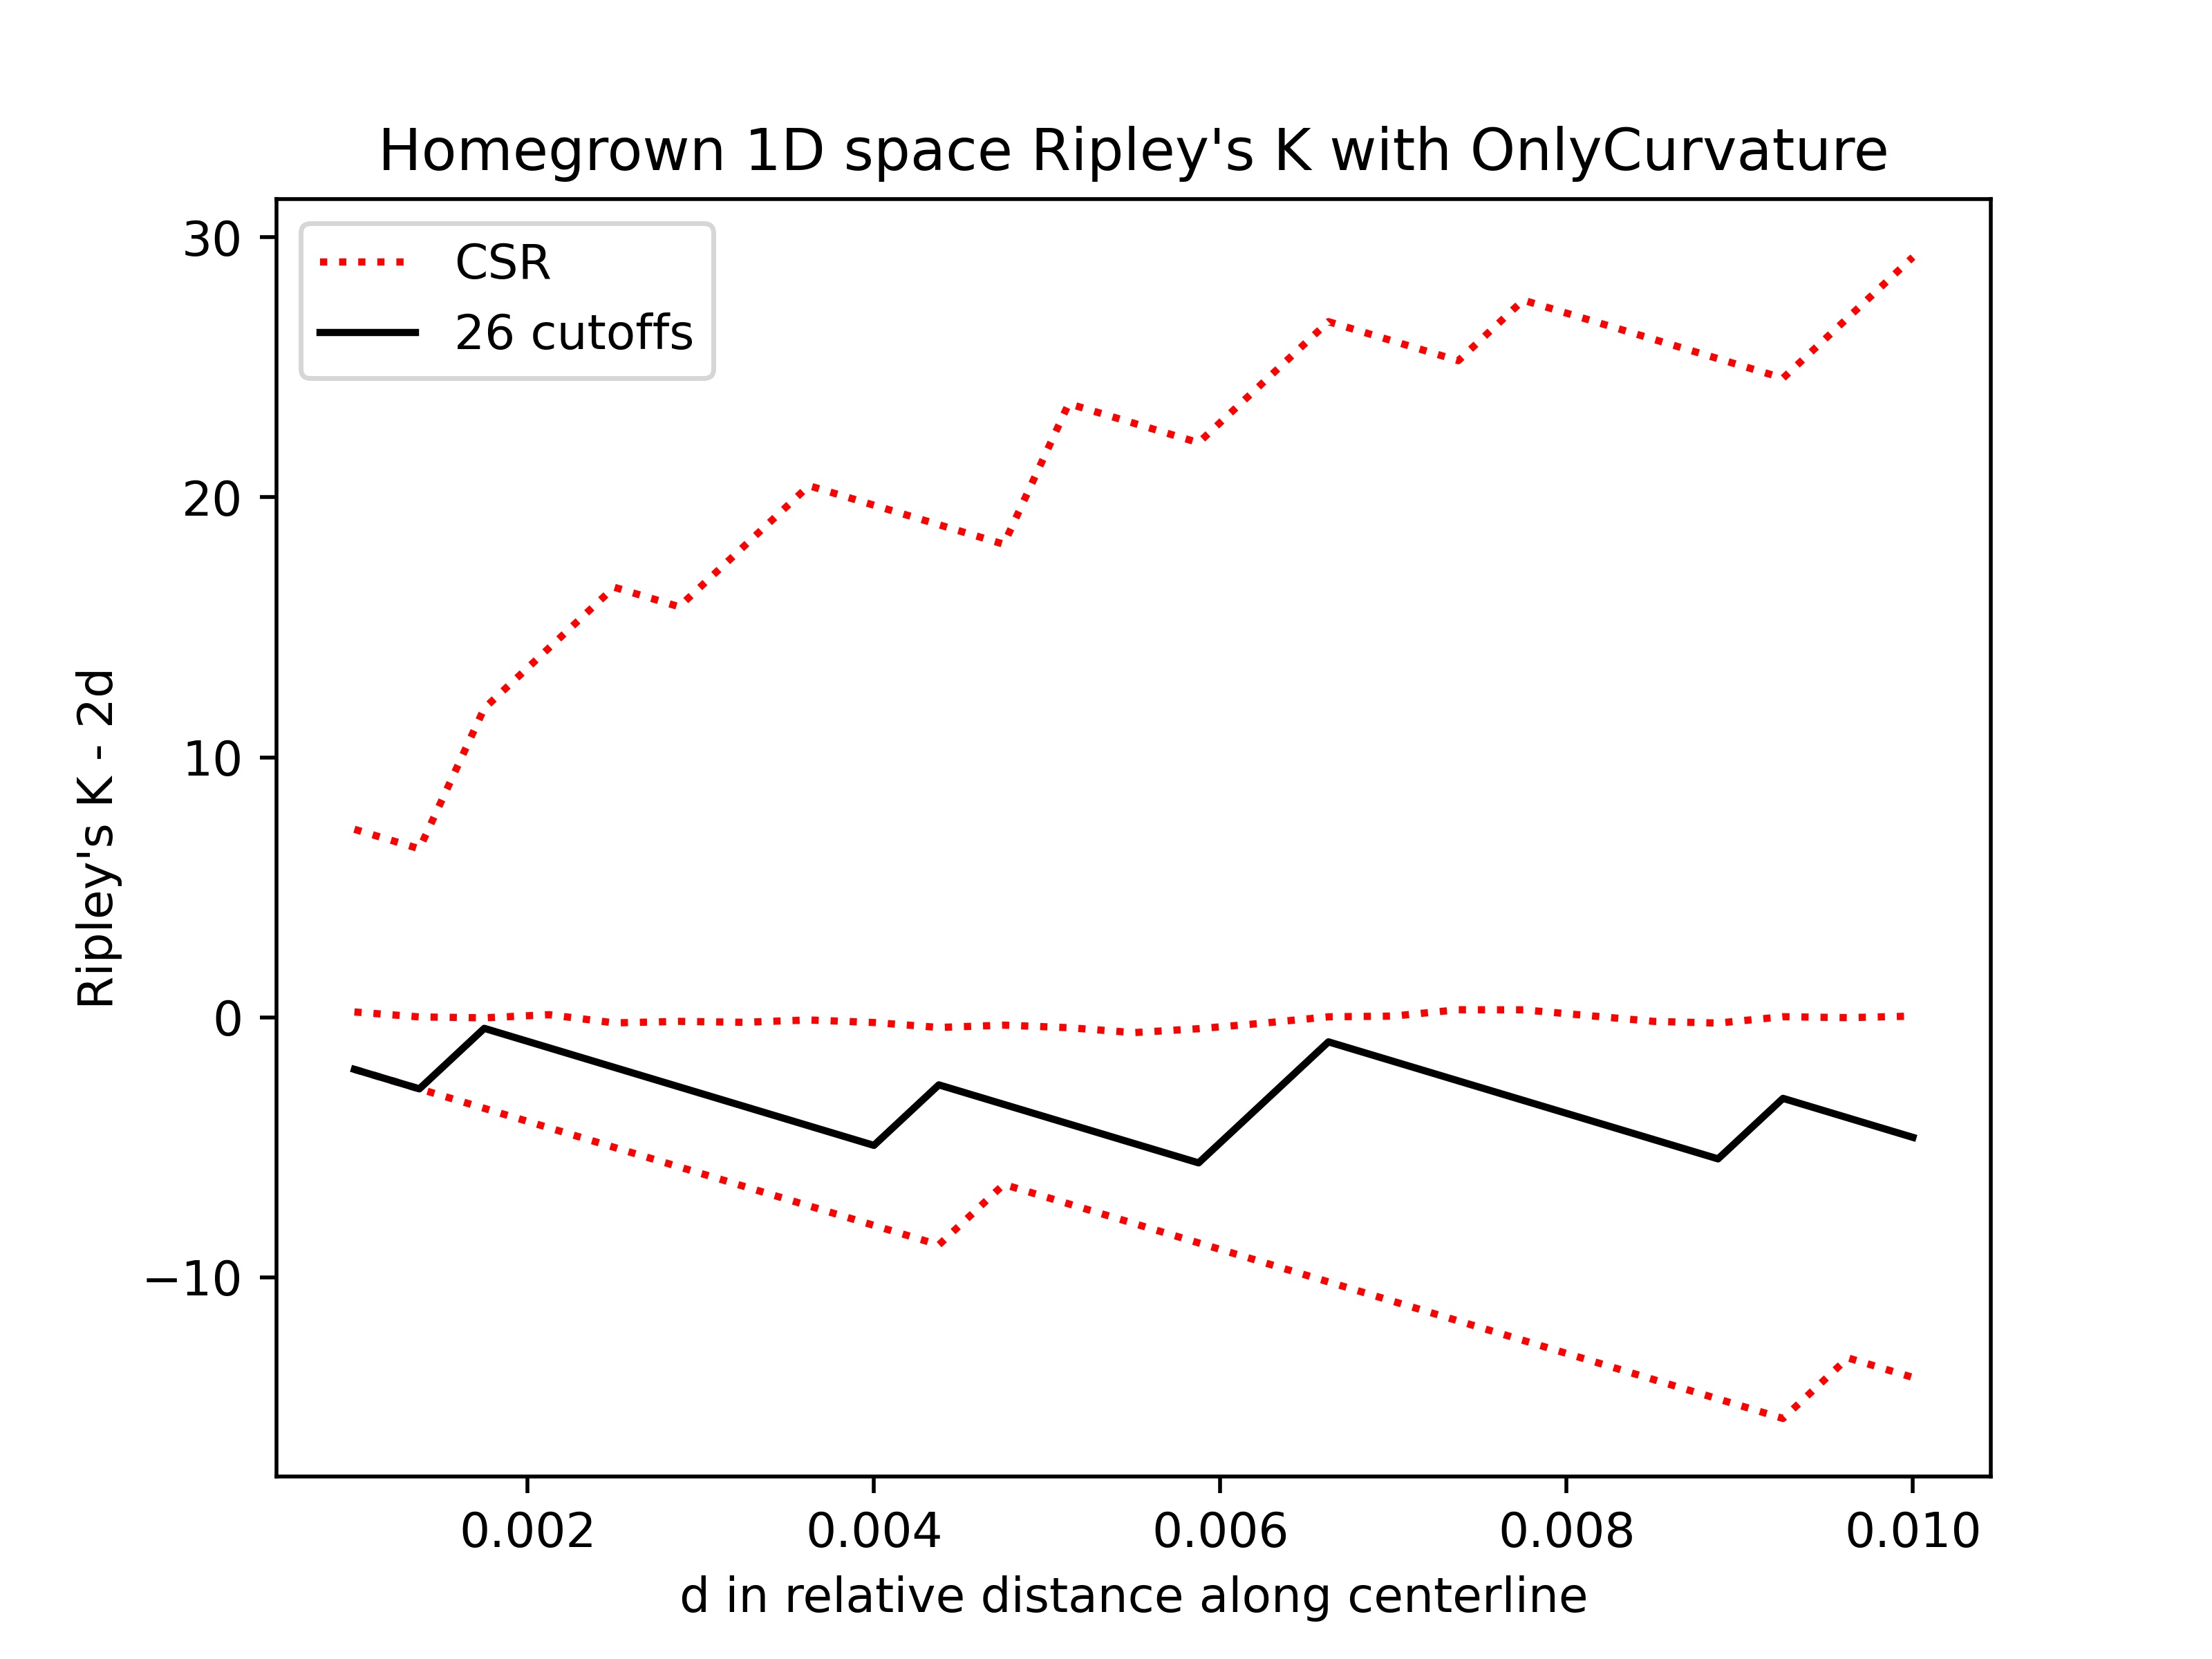 Homegrown 1D space Ripley's K with OnlyCurvature
CSR
26 cutoffs
30
20
10
0
−10
Ripley's K - 2d
0.002
0.004
0.006
0.008
0.010
d in relative distance along centerline